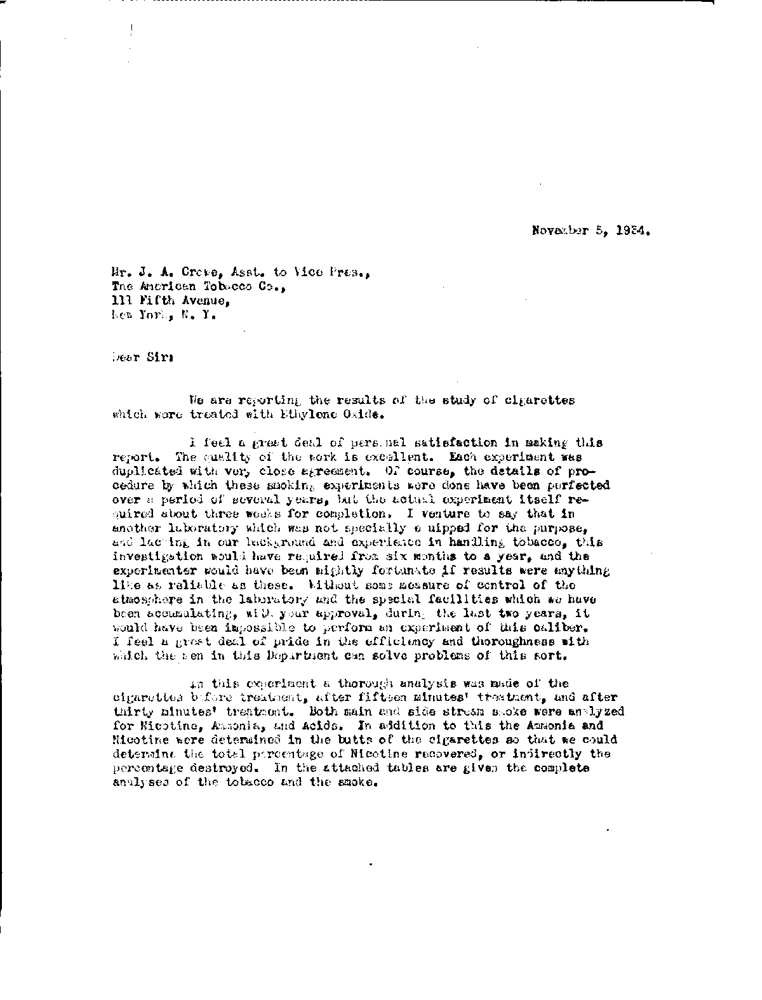 November 5, 1934.
Mr. J. A. Crowe, Asst. to Vice Pres.,
The American Tobacco Co.,
111 Fifth Avenue,
New York, N. Y.
Dear Sir:
We are reporting the results of the study of cigarettes
which were treated with Ethylene Oxide.
I feel a great deal of personal satisfaction in making this
report. The quality of the work is excellent. Each experiment was
duplicated with very close agreement. Of course, the details of pro-
cedure by which these smoking experiments were done have been perfected
over a period of several years, but the actual experiment itself re-
quired about three weeks for completion. I venture to say that in
another laboratory which was not specially equipped for the purpose,
and lacking in our background and experience in handling tobacco, this
investigation would have required from six months to a year, and the
experimenter would have been mightly fortunate if results were anything
like as reliable as these. Without some measure of control of the
atmosphere in the laboratory and the special facilities which we have
been accumulating, with your approval, during the last two years, it
would have been impossible to perform an experiment of this caliber.
I feel a great deal of pride in the efficiency and thoroughness with
which the men in this Department can solve problems of this sort.
In this experiment a thorough analysis was made of the
cigarettes before treatment, after fifteen minutes' treatment, and after
thirty minutes' treatment. Both main and side stream smoke were analyzed
for Nicotine, Ammonia, and Acids. In addition to this the Ammonia and
Nicotine were determined in the butts of the cigarettes so that we could
determine the total percentage of Nicotine recovered, or indirectly the
percentage destroyed. In the attached tables are given the complete
analyses of the tobacco and the smoke.